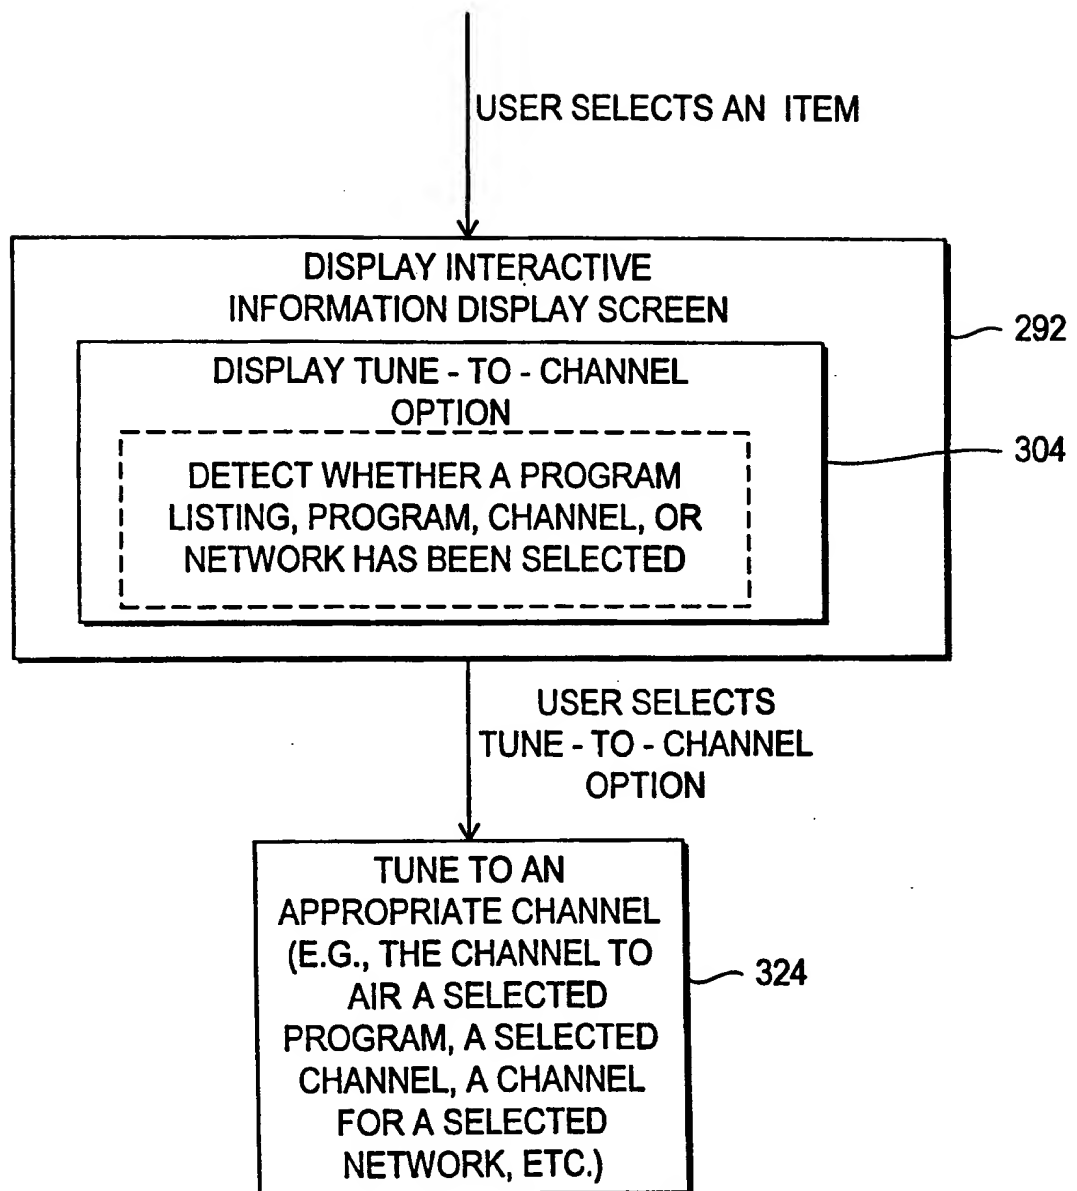 USER SELECTS AN ITEM
DISPLAY INTERACTIVE
INFORMATION DISPLAY SCREEN
292
DISPLAY TUNE - TO - CHANNEL
OPTION
304
DETECT WHETHER A PROGRAM
LISTING, PROGRAM, CHANNEL, OR
NETWORK HAS BEEN SELECTED
USER SELECTS
TUNE - TO - CHANNEL
OPTION
TUNE TO AN
APPROPRIATE CHANNEL
(E.G., THE CHANNEL TO
AIR A SELECTED
PROGRAM, A SELECTED
CHANNEL, A CHANNEL
FOR A SELECTED
NETWORK, ETC.)
324